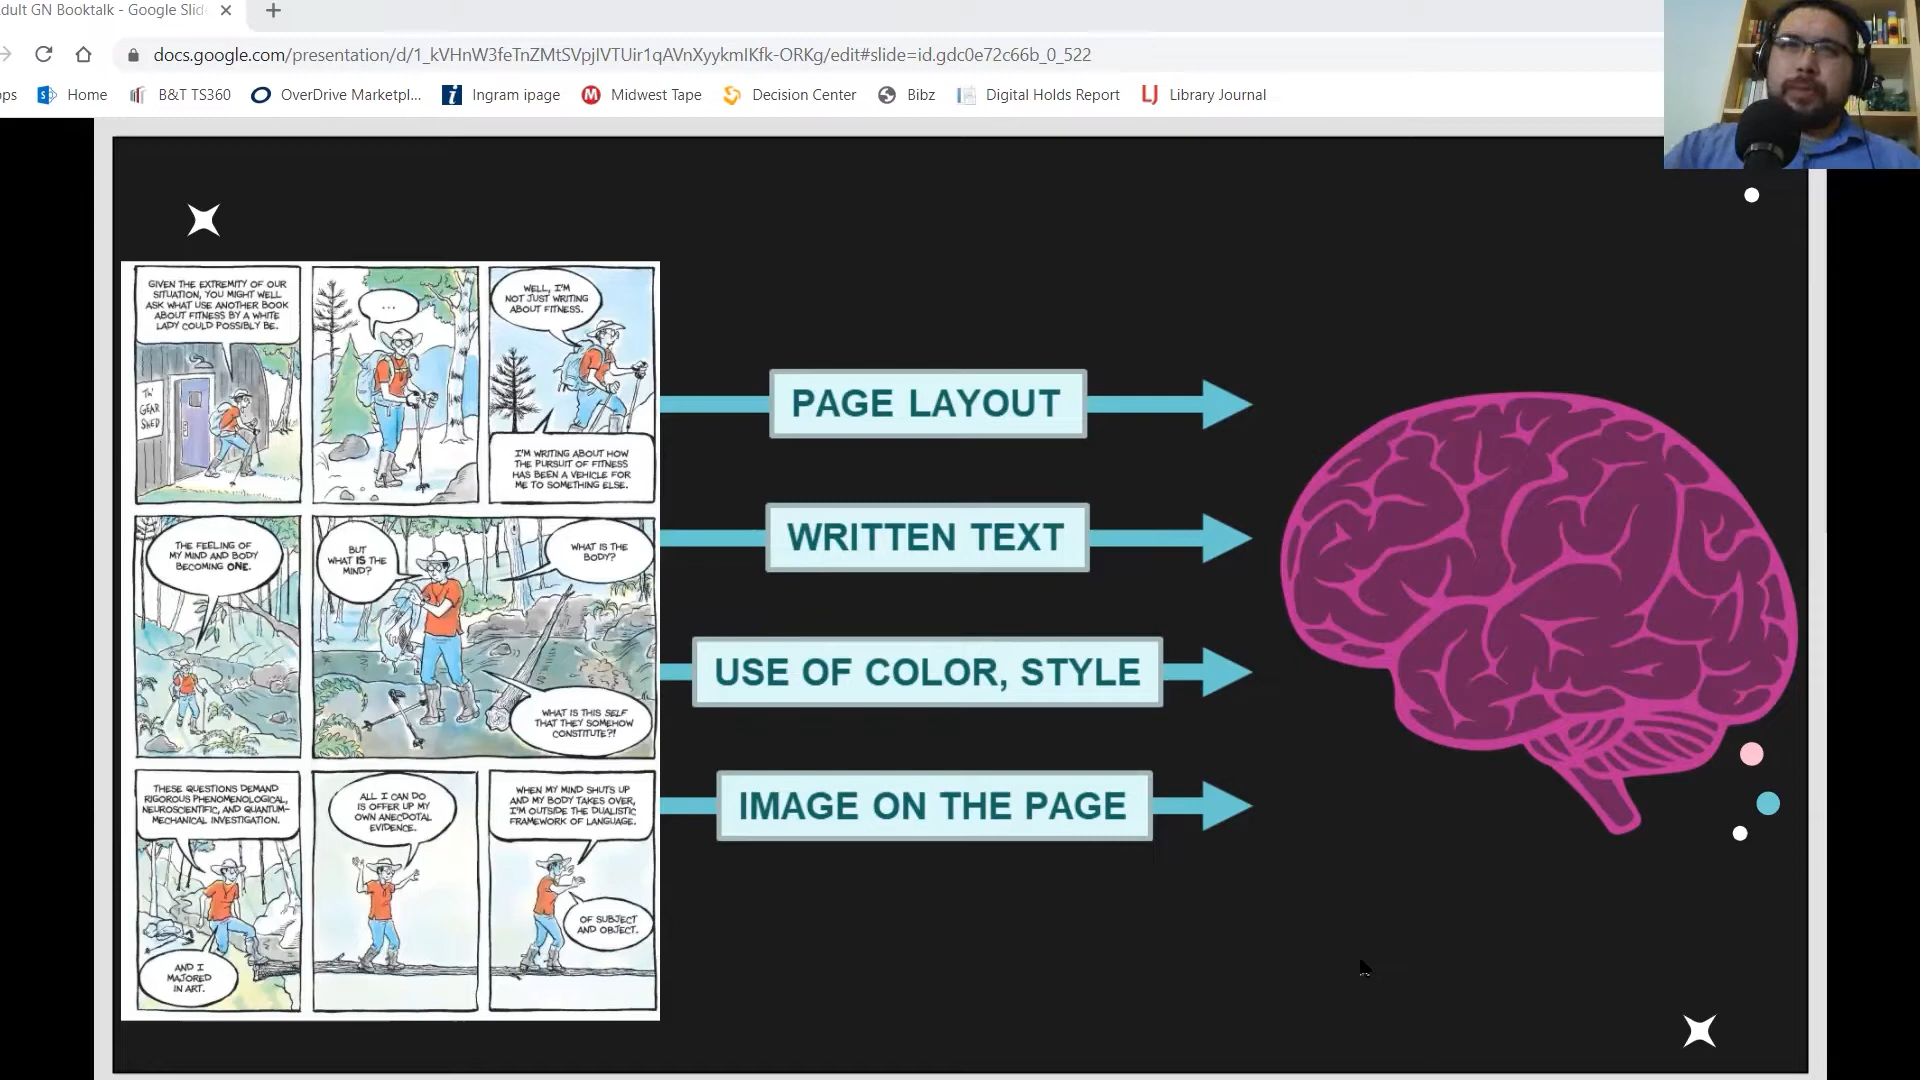 dult GN Booktalk - Google Slid
docs.google.com/presentation/d/1_kVHnW3feTnZMtSVpjlVTUir1qAVnXyykmIKfk-ORKg/edit#slide=id.gdc0e72c66b_0_522
ps Home B&T TS360 OverDrive Marketpl... Ingram ipage Midwest Tape Decision Center Bibz Digital Holds Report Library Journal
GIVEN THE EXTREMITY OF OUR
SITUATION, YOU MIGHT WELL
ASK WHAT USE ANOTHER BOOK
ABOUT FITNESS BY A WHITE
LADY COULD POSSIBLY BE.
TW
GEAR
SHED
...
WELL, I'M
NOT JUST WRITING
ABOUT FITNESS.
I'M WRITING ABOUT HOW
THE PURSUIT OF FITNESS
HAS BEEN A VEHICLE FOR
ME TO SOMETHING ELSE.
THE FEELING OF
MY MIND AND BODY
BECOMING ONE.
BUT
WHAT IS THE
MIND?
WHAT IS THE
BODY?
WHAT IS THIS SELF
THAT THEY SOMEHOW
CONSTITUTE?!
THESE QUESTIONS DEMAND
RIGOROUS PHENOMENOLOGICAL,
NEUROSCIENTIFIC, AND QUANTUM-
MECHANICAL INVESTIGATION.
AND I
MAJORED
IN ART.
ALL I CAN DO
IS OFFER UP MY
OWN ANECDOTAL
EVIDENCE.
WHEN MY MIND SHUTS UP
AND MY BODY TAKES OVER,
I'M OUTSIDE THE DUALISTIC
FRAMEWORK OF LANGUAGE.
OF SUBJECT
AND OBJECT.
PAGE LAYOUT
WRITTEN TEXT
USE OF COLOR, STYLE
IMAGE ON THE PAGE